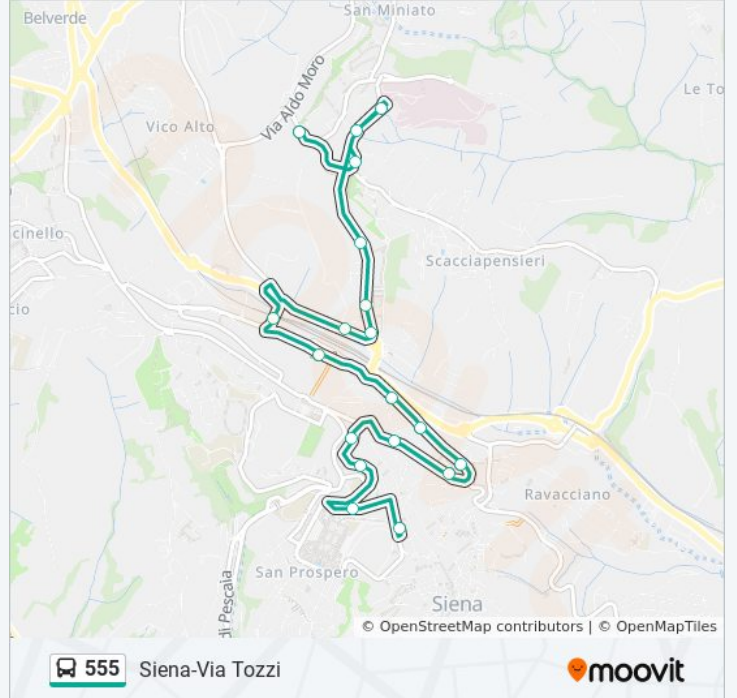 San Miniato
Belverde
Via Aldo Moro
Le To
Vico Alto
cinello
Scacciapensieri
cio
Ravacciano
di Pescaia
San Prospero
Siena
© OpenStreetMap contributors | © OpenMapTiles
555 Siena-Via Tozzi
moovit